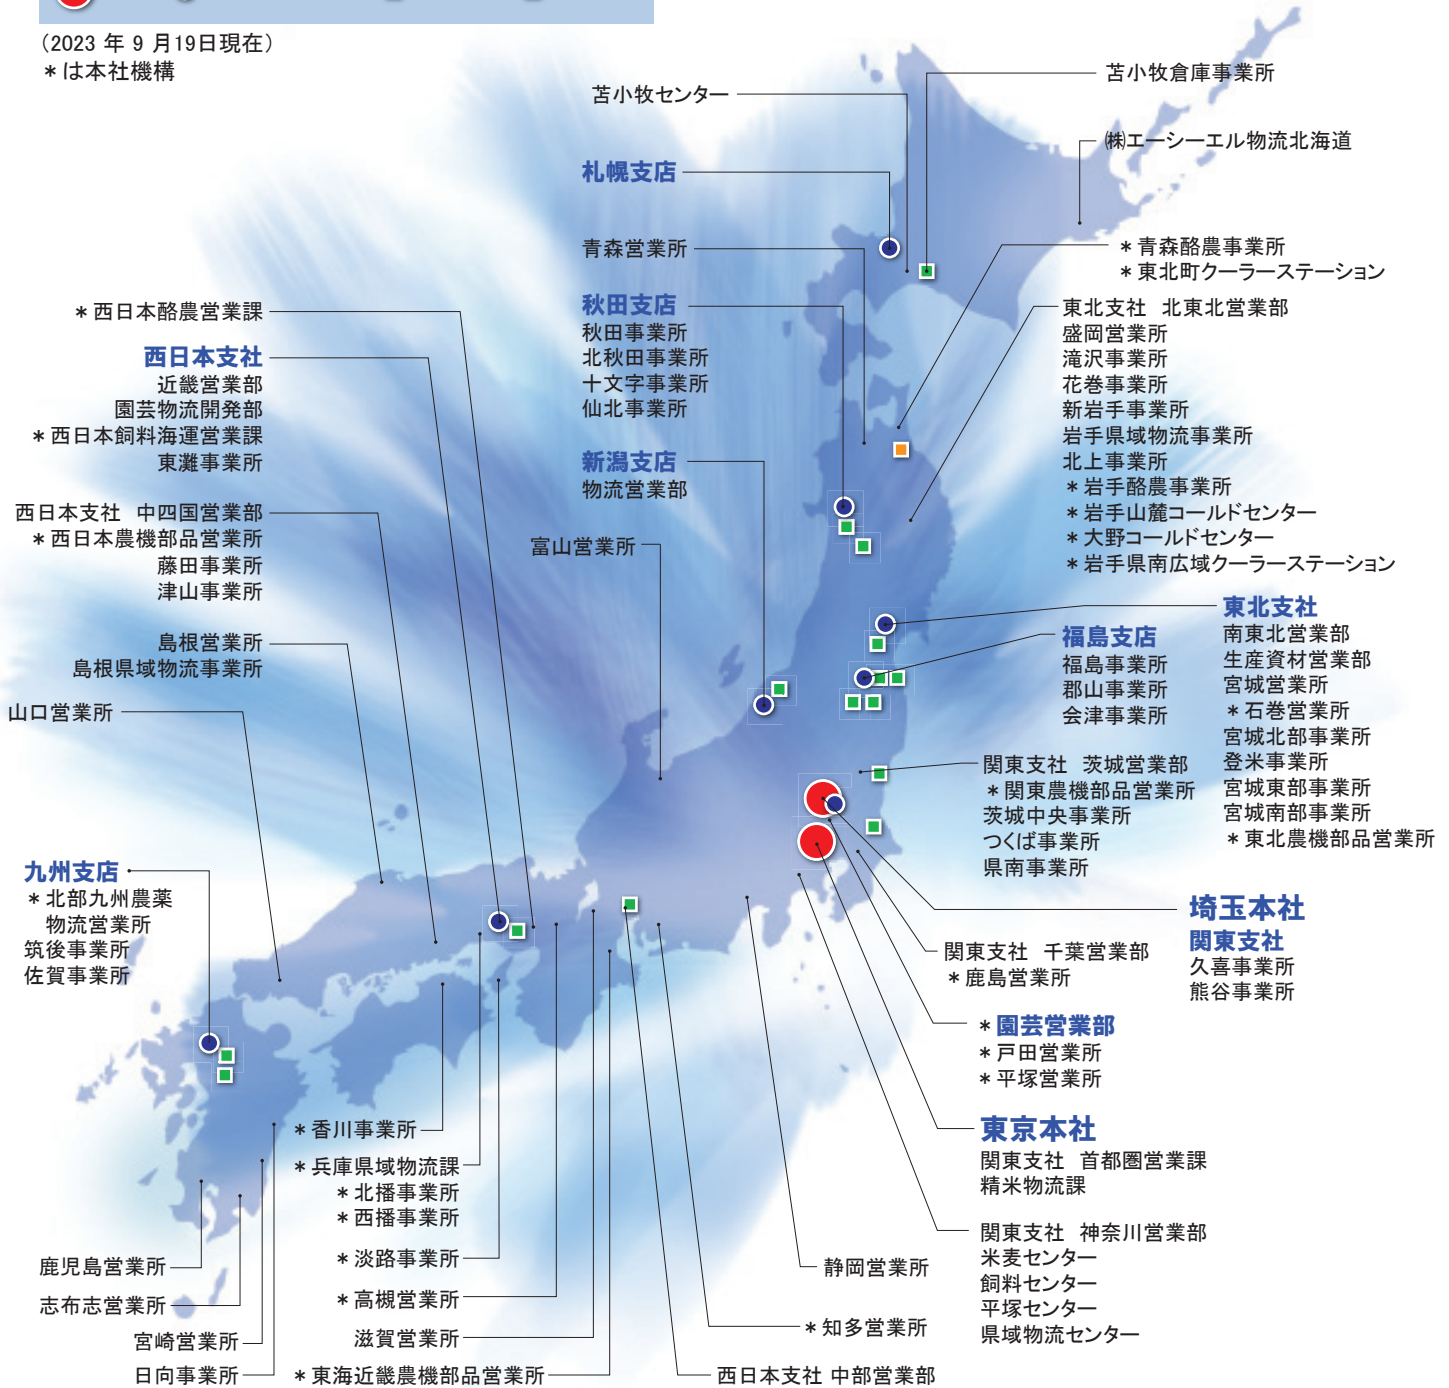 （2023 年 9 月19日現在）
＊は本社機構
苫小牧センター
苫小牧倉庫事業所
㈱エーシーエル物流北海道
札幌支店
青森営業所
＊青森酪農事業所
＊東北町クーラーステーション
秋田支店
秋田事業所
北秋田事業所
十文字事業所
仙北事業所
東北支社 北東北営業部
盛岡営業所
滝沢事業所
花巻事業所
新岩手事業所
岩手県域物流事業所
北上事業所
＊岩手酪農事業所
＊岩手山麓コールドセンター
＊大野コールドセンター
＊岩手県南広域クーラーステーション
新潟支店
物流営業部
富山営業所
＊西日本酪農営業課
西日本支社
近畿営業部
園芸物流開発部
＊西日本飼料海運営業課
東灘事業所
西日本支社 中四国営業部
＊西日本農機部品営業所
藤田事業所
津山事業所
島根営業所
島根県域物流事業所
山口営業所
東北支社
南東北営業部
生産資材営業部
宮城営業所
＊石巻営業所
宮城北部事業所
登米事業所
宮城東部事業所
宮城南部事業所
＊東北農機部品営業所
福島支店
福島事業所
郡山事業所
会津事業所
関東支社 茨城営業部
＊関東農機部品営業所
茨城中央事業所
つくば事業所
県南事業所
九州支店
＊北部九州農薬
物流営業所
筑後事業所
佐賀事業所
埼玉本社
関東支社
久喜事業所
熊谷事業所
関東支社 千葉営業部
＊鹿島営業所
＊園芸営業部
＊戸田営業所
＊平塚営業所
東京本社
関東支社 首都圏営業課
精米物流課
関東支社 神奈川営業部
米麦センター
飼料センター
平塚センター
県域物流センター
＊香川事業所
＊兵庫県域物流課
＊北播事業所
＊西播事業所
＊淡路事業所
＊高槻営業所
滋賀営業所
＊東海近畿農機部品営業所
鹿児島営業所
志布志営業所
宮崎営業所
日向事業所
静岡営業所
＊知多営業所
西日本支社 中部営業部